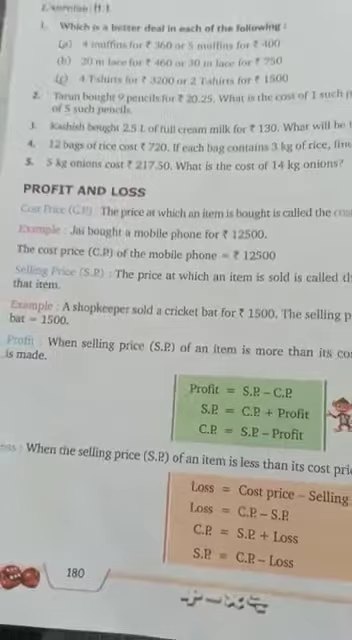 Exercise 11.1
1. Which is a better deal in each of the following :
(a) 4 muffins for ₹ 360 or 5 muffins for ₹ 400
(b) 20 m lace for ₹ 460 or 30 m lace for ₹ 750
(c) 4 T-shirts for ₹ 3200 or 2 T-shirts for ₹ 1500
2. Tarun bought 9 pencils for ₹ 20.25. What is the cost of 1 such
of 5 such pencils.
3. Kashish bought 2.5 L of full cream milk for ₹ 130. What will be
4. 12 bags of rice cost ₹ 720. If each bag contains 3 kg of rice,
5. 5 kg onions cost ₹ 217.50. What is the cost of 14 kg onions?
PROFIT AND LOSS
Cost Price (C.P.) : The price at which an item is bought is called the
Example : Jai bought a mobile phone for ₹ 12500.
The cost price (C.P.) of the mobile phone = ₹ 12500
Selling Price (S.P.) : The price at which an item is sold is called
that item.
Example : A shopkeeper sold a cricket bat for ₹ 1500. The selling
bat = 1500.
Profit : When selling price (S.P.) of an item is more than its
is made.
Profit = S.P. – C.P.
S.P. = C.P. + Profit
C.P. = S.P. – Profit
: When the selling price (S.P.) of an item is less than its cost
Loss = Cost price – Selling
Loss = C.P. – S.P.
C.P. = S.P. + Loss
S.P. = C.P. – Loss
180
+−×÷